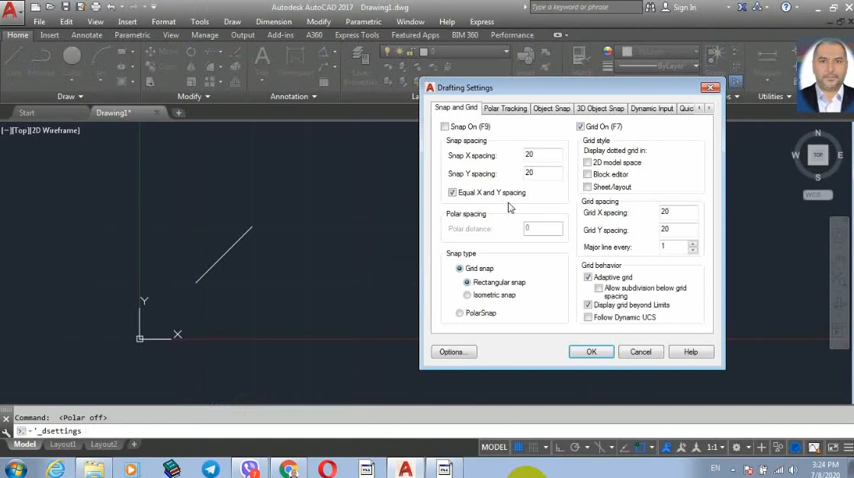 Autodesk AutoCAD 2017 Drawing1.dwg
Type a keyword or phrase
Sign In
File Edit View Insert Format Tools Draw Dimension Modify Parametric Window Help Express
Home Insert Annotate Parametric View Manage Output Add-ins A360 Express Tools Featured Apps BIM 360 Performance
ByLayer
Draw
Utilities
Start
Drawing1*
[−][Top][2D Wireframe]
N
W
TOP
E
S
WCS
Y
X
Drafting Settings
Snap and Grid Polar Tracking Object Snap 3D Object Snap Dynamic Input Quic
Snap On (F9)
Grid On (F7)
Snap spacing
Snap X spacing: 20
Snap Y spacing: 20
Equal X and Y spacing
Polar spacing
Polar distance: 0
Snap type
Grid snap
Rectangular snap
Isometric snap
PolarSnap
Grid style
Display dotted grid in:
2D model space
Block editor
Sheet/layout
Grid spacing
Grid X spacing: 20
Grid Y spacing: 20
Major line every: 1
Grid behavior
Adaptive grid
Allow subdivision below grid
spacing
Display grid beyond Limits
Follow Dynamic UCS
Options...
OK
Cancel
Help
Command: <Polar off>
'_dsettings
Model Layout1 Layout2 +
MODEL
1:1
EN
3:24 PM
7/8/2020